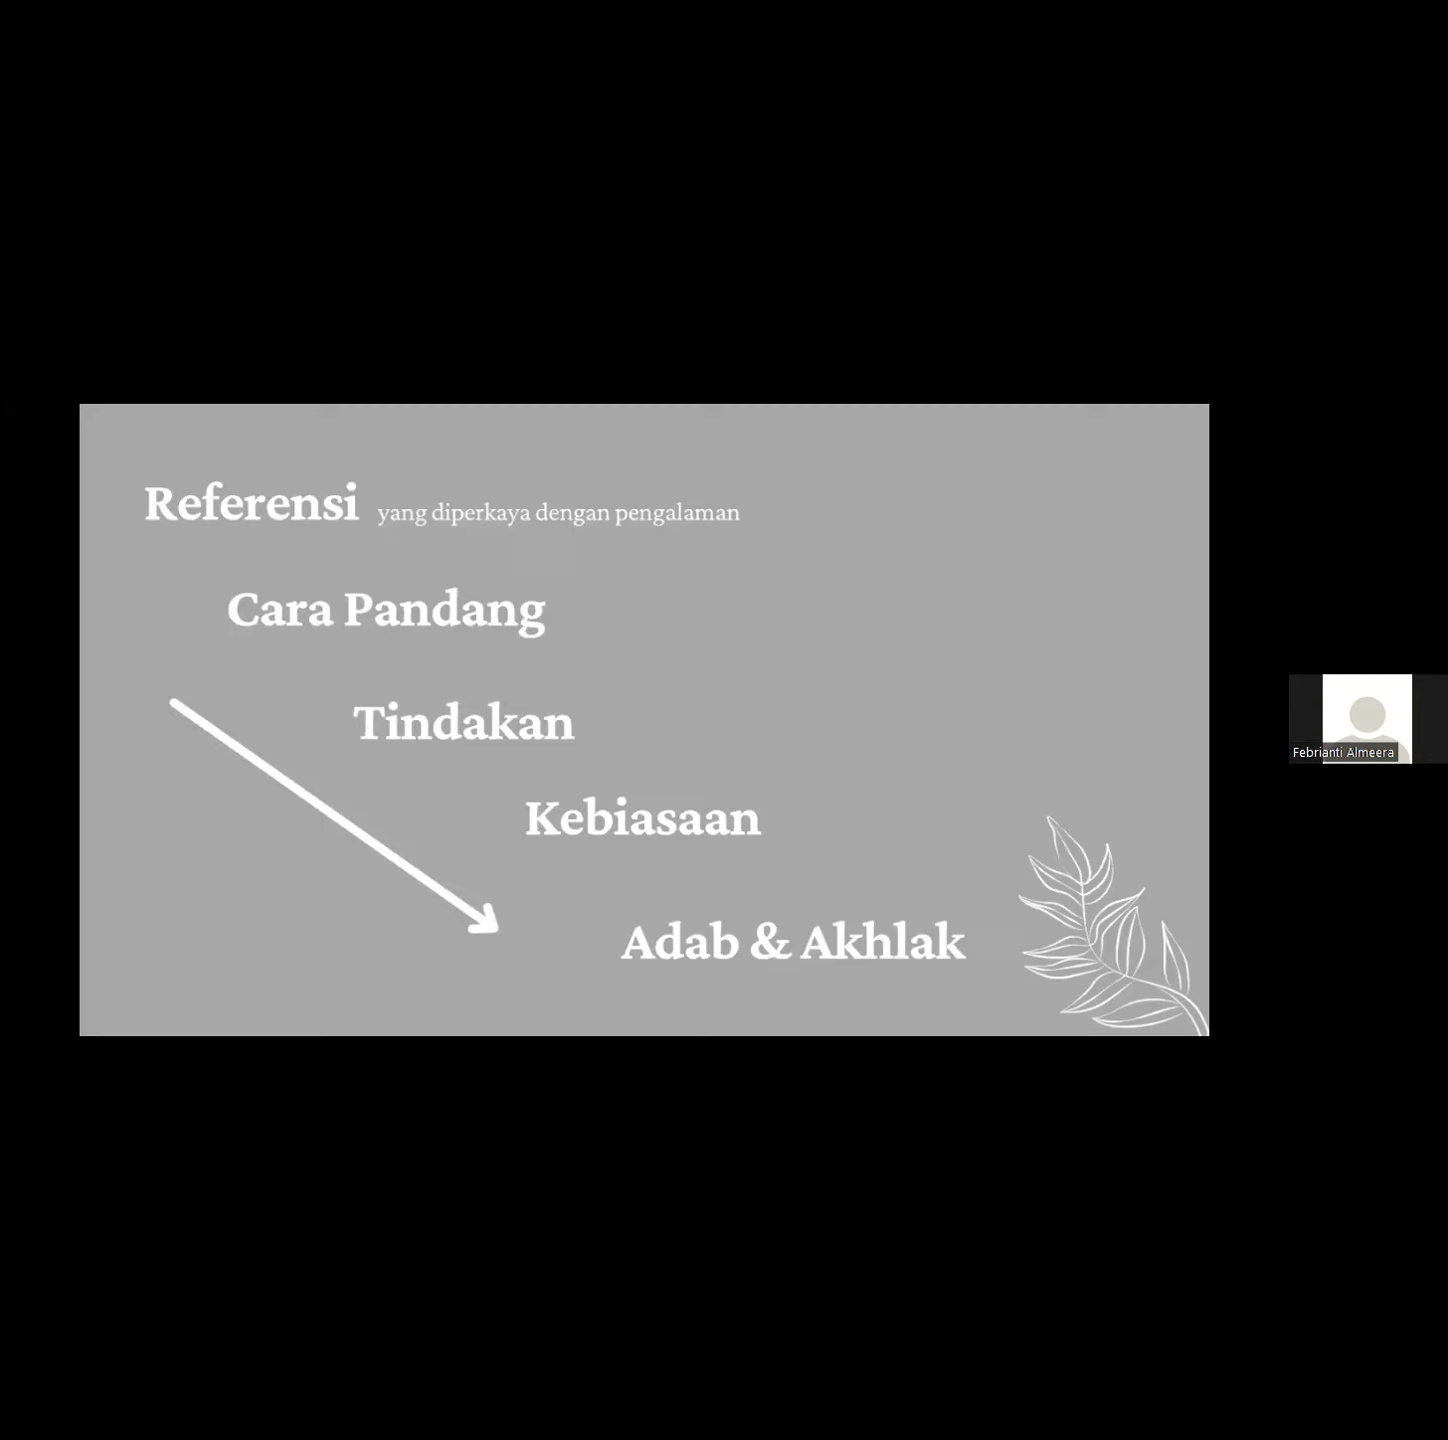 Referensi yang diperkaya dengan pengalaman
Cara Pandang
Tindakan
Kebiasaan
Adab & Akhlak
Febrianti Almeera